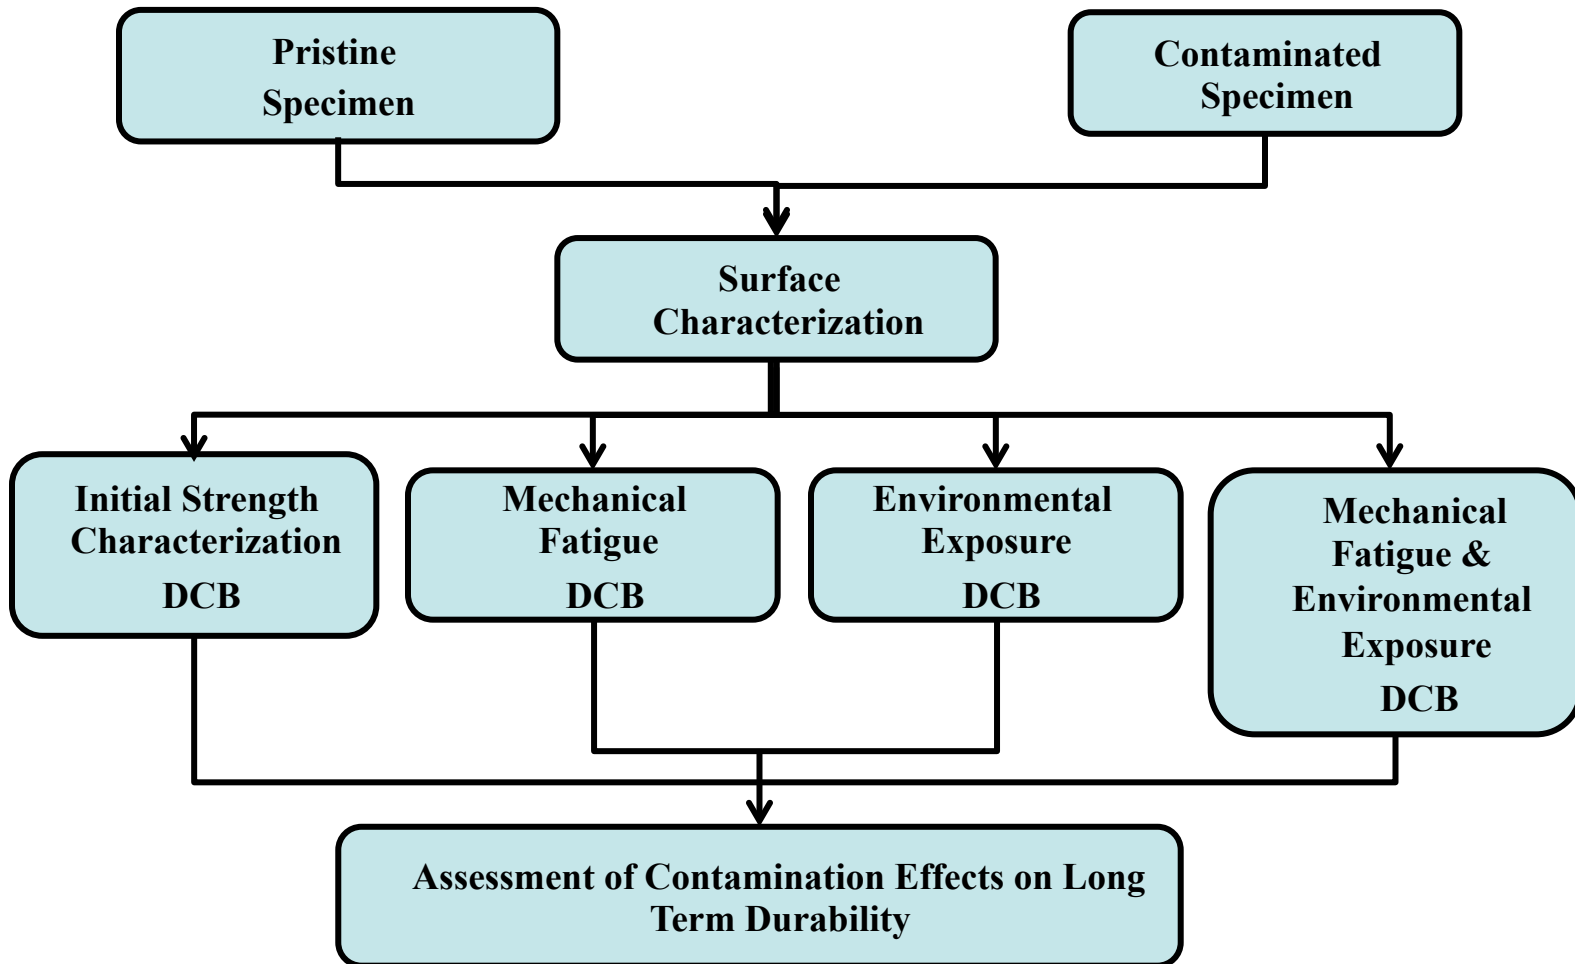 Pristine
Specimen
Contaminated
Specimen
Surface
Characterization
Initial Strength
Characterization
DCB
Mechanical
Fatigue
DCB
Environmental
Exposure
DCB
Mechanical
Fatigue &
Environmental
Exposure
DCB
Assessment of Contamination Effects on Long
Term Durability